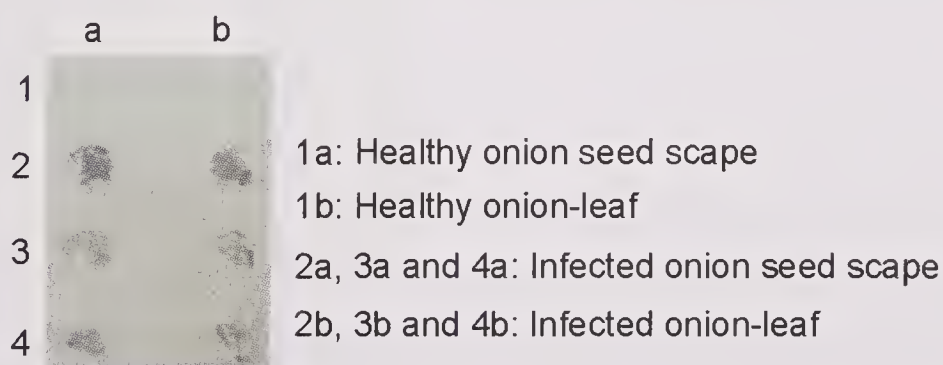 a b
1
2
3
4
1a: Healthy onion seed scape
1b: Healthy onion-leaf
2a, 3a and 4a: Infected onion seed scape
2b, 3b and 4b: Infected onion-leaf